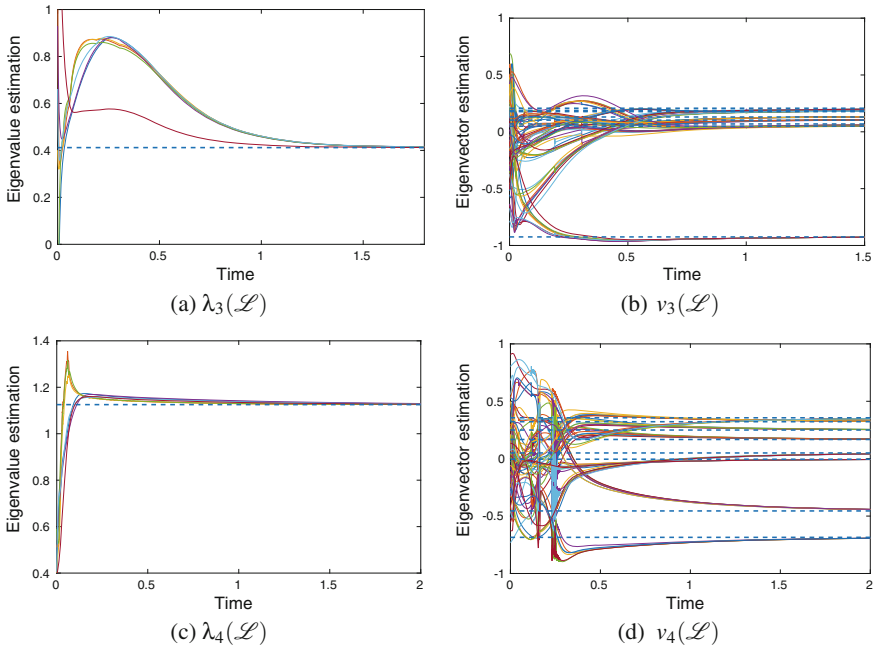 Eigenvalue estimation
1
0.8
0.6
0.4
0.2
0
0 0.5 1 1.5
Time
(a) λ₃(ℒ)
Eigenvector estimation
1
0.5
0
-0.5
-1
0 0.5 1 1.5
Time
(b) v₃(ℒ)
Eigenvalue estimation
1.4
1.2
1
0.8
0.6
0.4
0 0.5 1 1.5 2
Time
(c) λ₄(ℒ)
Eigenvector estimation
1
0.5
0
-0.5
-1
0 0.5 1 1.5 2
Time
(d) v₄(ℒ)